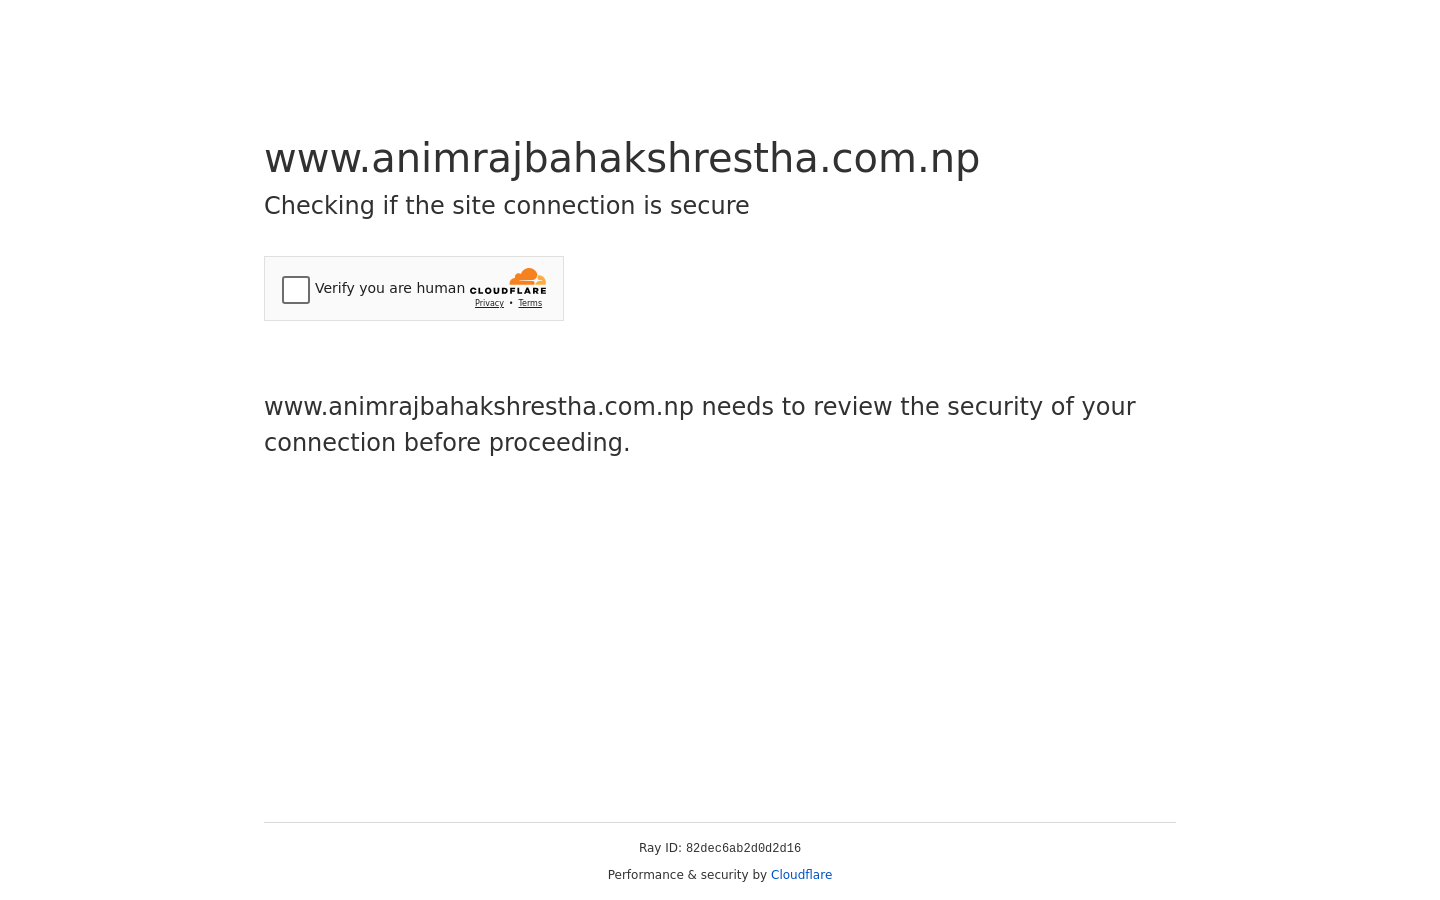 www.animrajbahakshrestha.com.np
Checking if the site connection is secure
Verify you are human
CLOUDFLARE
Privacy • Terms
www.animrajbahakshrestha.com.np needs to review the security of your
connection before proceeding.
Ray ID: 82dec6ab2d0d2d16
Performance & security by Cloudflare